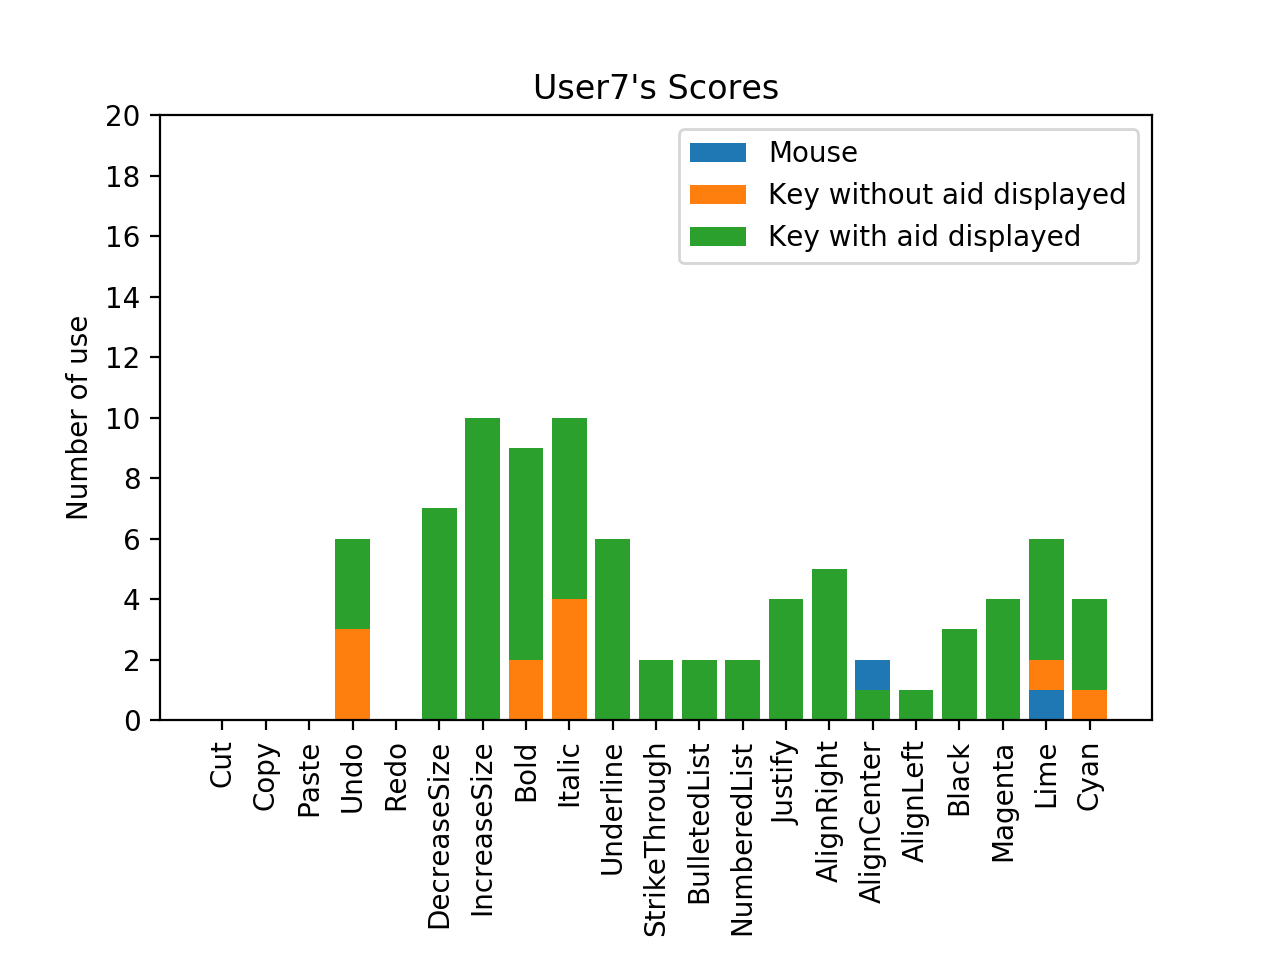 User7's Scores
20
18
16
14
12
10
8
6
4
2
0
Number of use
Mouse
Key without aid displayed
Key with aid displayed
Cut
Copy
Paste
Undo
Redo
DecreaseSize
IncreaseSize
Bold
Italic
Underline
StrikeThrough
BulletedList
NumberedList
Justify
AlignRight
AlignCenter
AlignLeft
Black
Magenta
Lime
Cyan